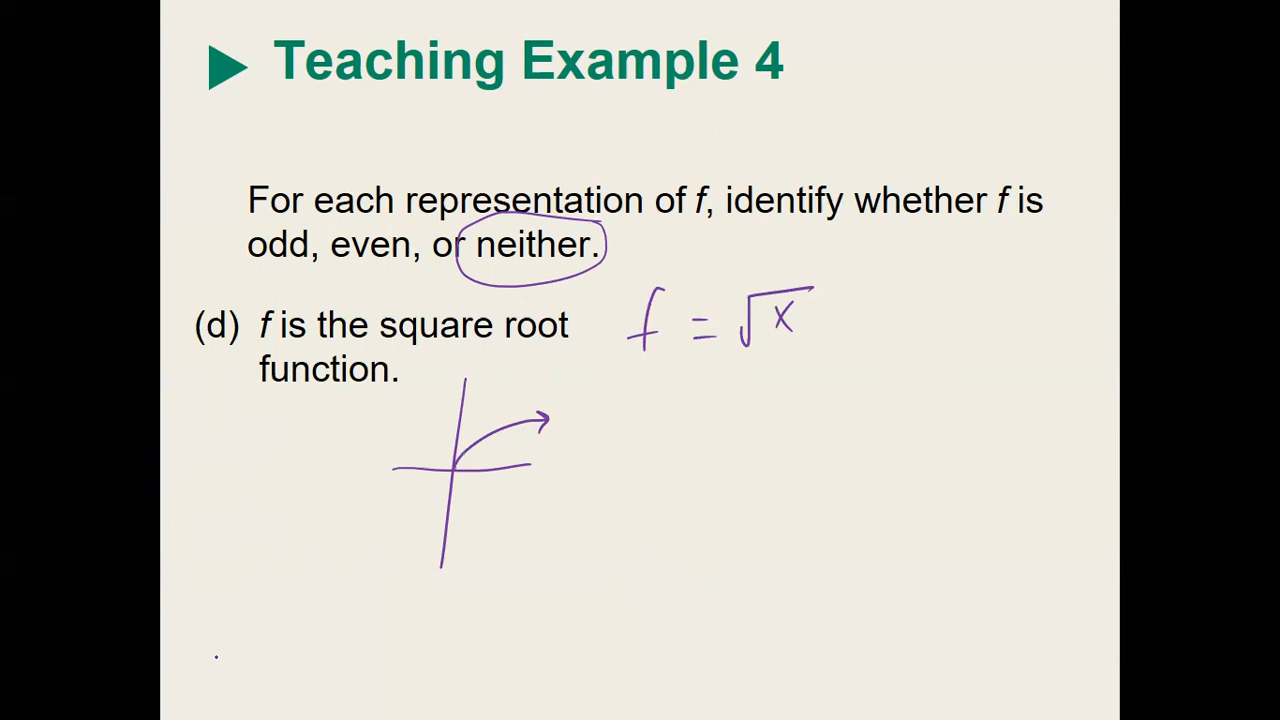 Teaching Example 4
For each representation of f, identify whether f is
odd, even, or neither.
(d) f is the square root
function.
f = √x